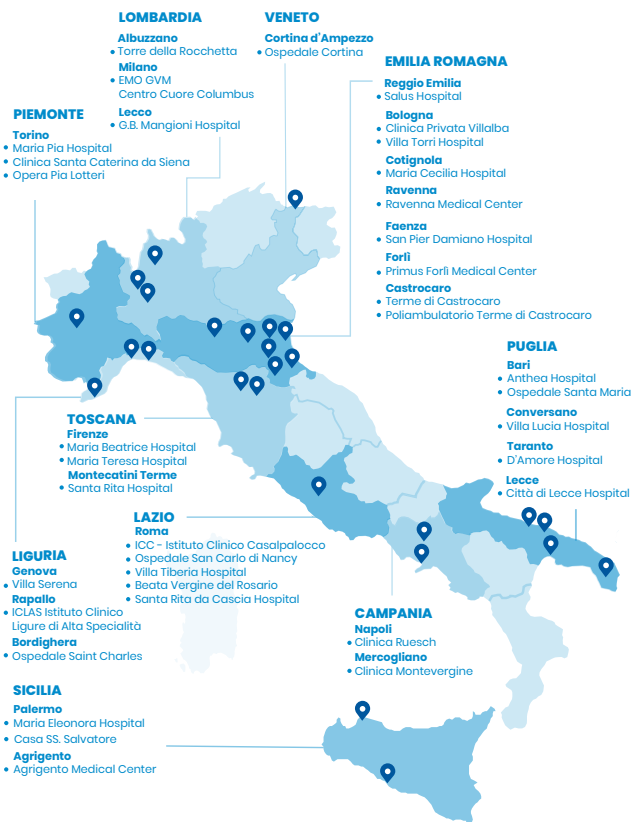 LOMBARDIA
Albuzzano
• Torre della Rocchetta
Milano
• EMO GVM
Centro Cuore Columbus
Lecco
• G.B. Mangioni Hospital
VENETO
Cortina d'Ampezzo
• Ospedale Cortina
EMILIA ROMAGNA
Reggio Emilia
• Salus Hospital
Bologna
• Clinica Privata Villalba
• Villa Torri Hospital
Cotignola
• Maria Cecilia Hospital
Ravenna
• Ravenna Medical Center
Faenza
• San Pier Damiano Hospital
Forlì
• Primus Forlì Medical Center
Castrocaro
• Terme di Castrocaro
• Poliambulatorio Terme di Castrocaro
PIEMONTE
Torino
• Maria Pia Hospital
• Clinica Santa Caterina da Siena
• Opera Pia Lotteri
PUGLIA
Bari
• Anthea Hospital
• Ospedale Santa Maria
Conversano
• Villa Lucia Hospital
Taranto
• D'Amore Hospital
Lecce
• Città di Lecce Hospital
TOSCANA
Firenze
• Maria Beatrice Hospital
• Maria Teresa Hospital
Montecatini Terme
• Santa Rita Hospital
LAZIO
Roma
• ICC - Istituto Clinico Casalpalocco
• Ospedale San Carlo di Nancy
• Villa Tiberia Hospital
• Beata Vergine del Rosario
• Santa Rita da Cascia Hospital
LIGURIA
Genova
• Villa Serena
Rapallo
• ICLAS Istituto Clinico
Ligure di Alta Specialità
Bordighera
• Ospedale Saint Charles
CAMPANIA
Napoli
• Clinica Ruesch
Mercogliano
• Clinica Montevergine
SICILIA
Palermo
• Maria Eleonora Hospital
• Casa SS. Salvatore
Agrigento
• Agrigento Medical Center